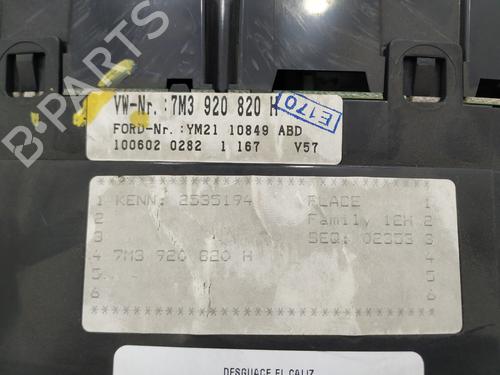 VW-Nr. :7M3 920 820 H
E170
FORD-Nr. :YM21 10849 ABD
100602 0282 1 167 V57
********************************
1 KENN: 2535194 PLACE 1
2 Family 12H 2
3 SEQ: 02353 3
4 7M3 920 820 H 4
5 5
6 6
********************************
DESGUACE EL CALIZ